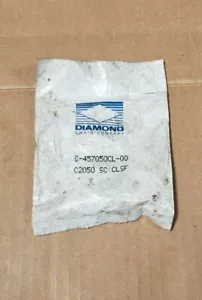 DIAMOND
CHAIN COMPANY
C-457050CL-00
C2050 SC CLSF